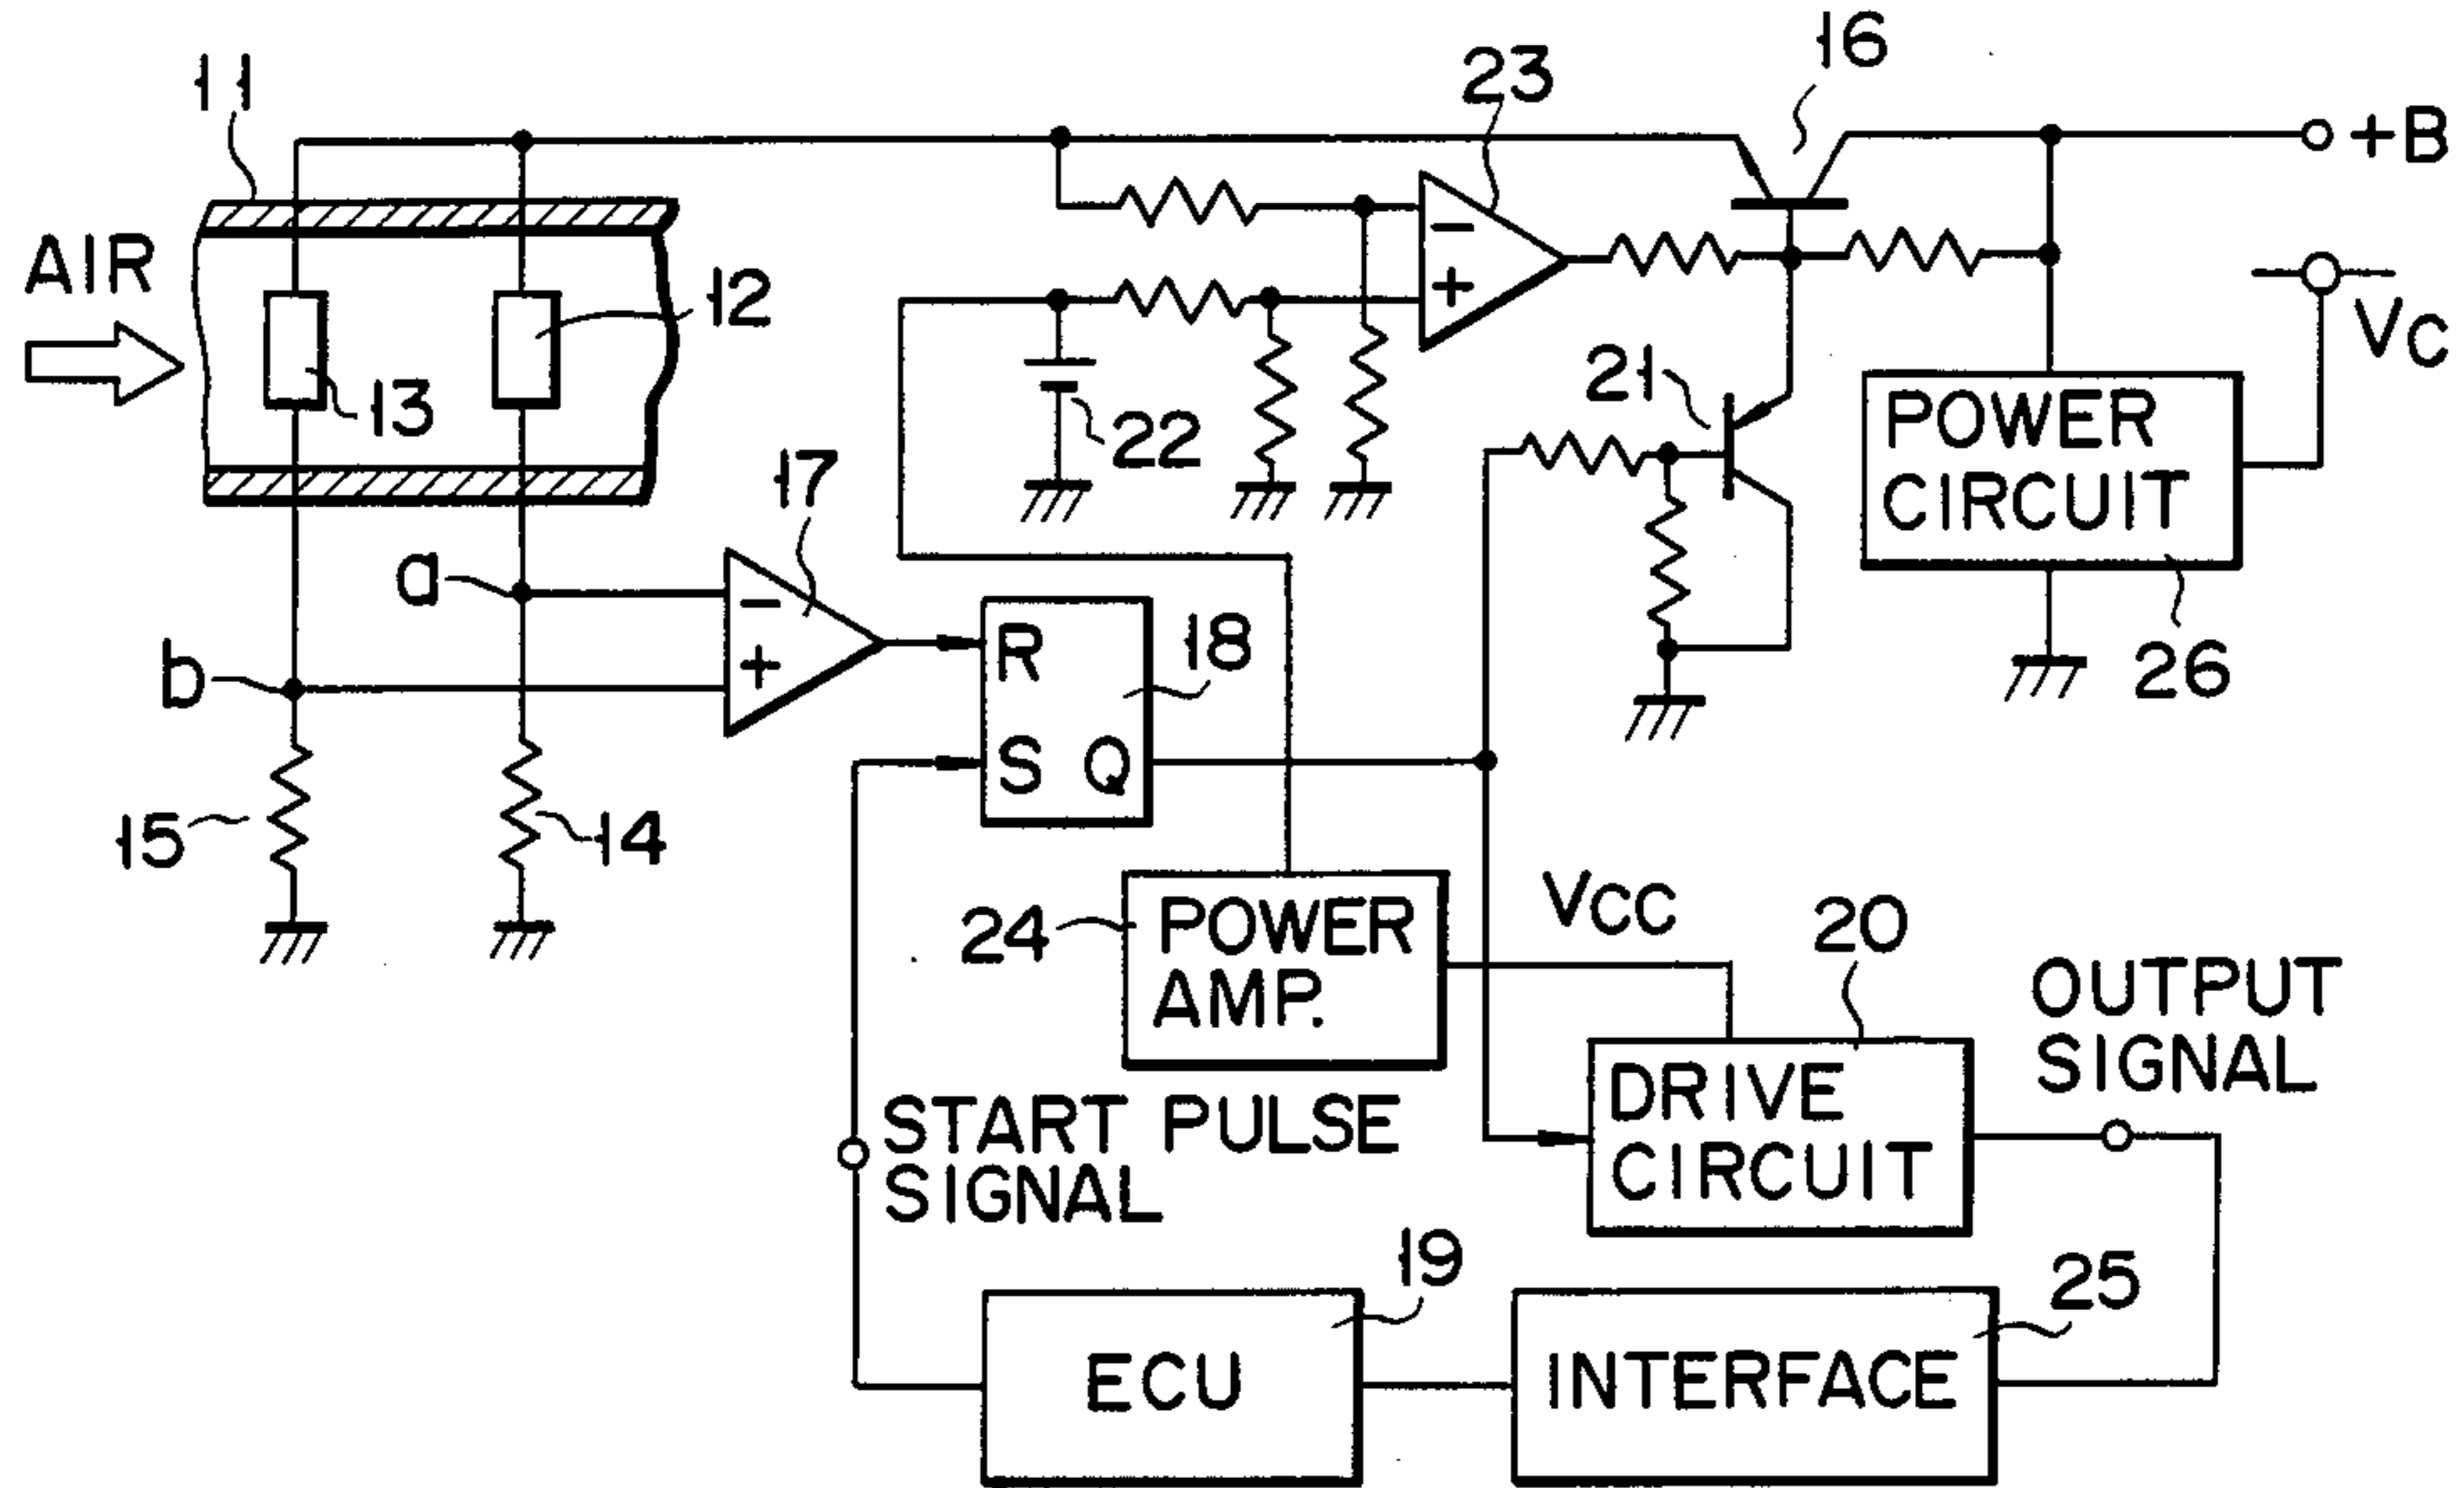 11
23
16
+B
AIR
12
13
VC
22
21
POWER
CIRCUIT
26
17
-
+
-
+
a
b
R
S Q
18
15
14
24
POWER
AMP.
VCC
20
OUTPUT
SIGNAL
DRIVE
CIRCUIT
START PULSE
SIGNAL
19
ECU
25
INTERFACE